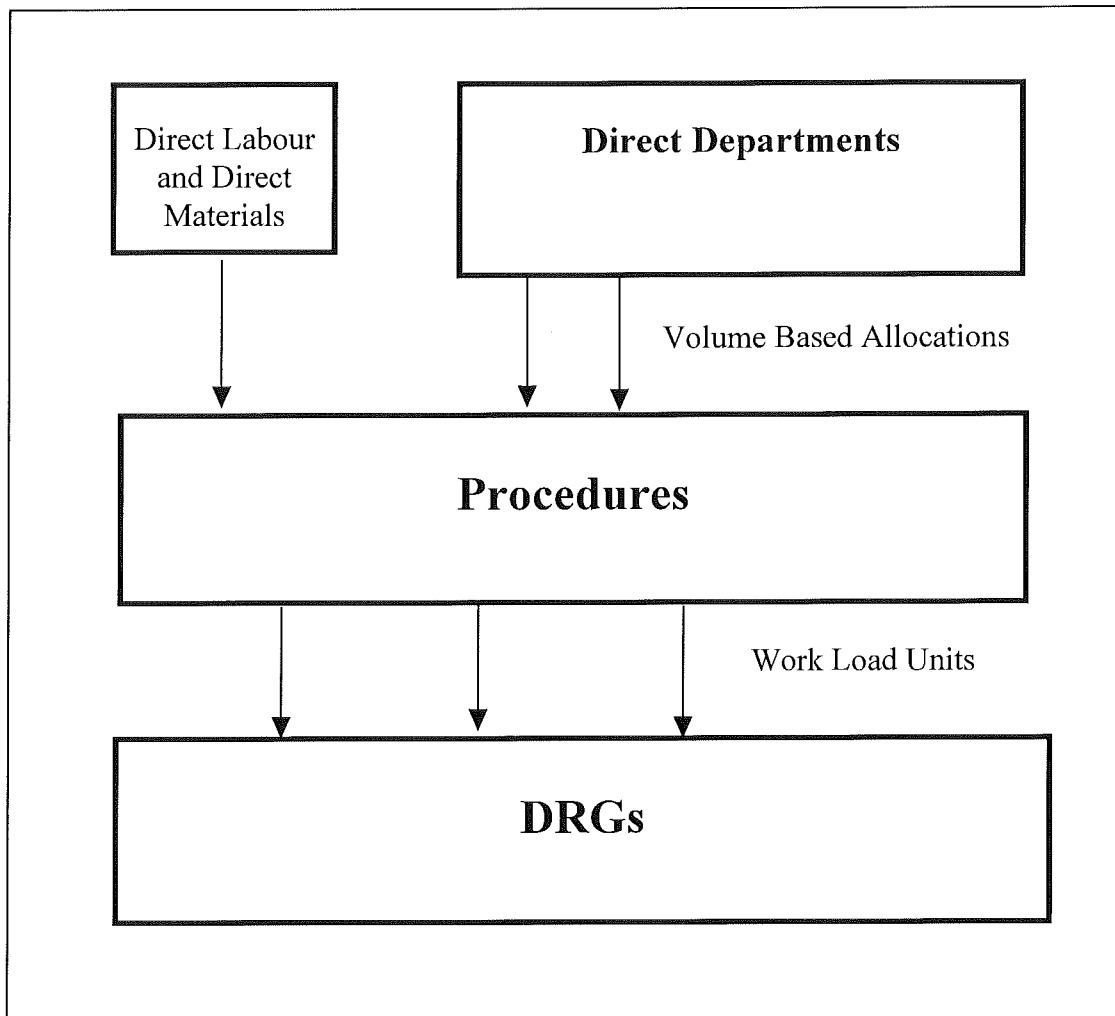 Direct Labour
and Direct
Materials
Direct Departments
Volume Based Allocations
Procedures
Work Load Units
DRGs